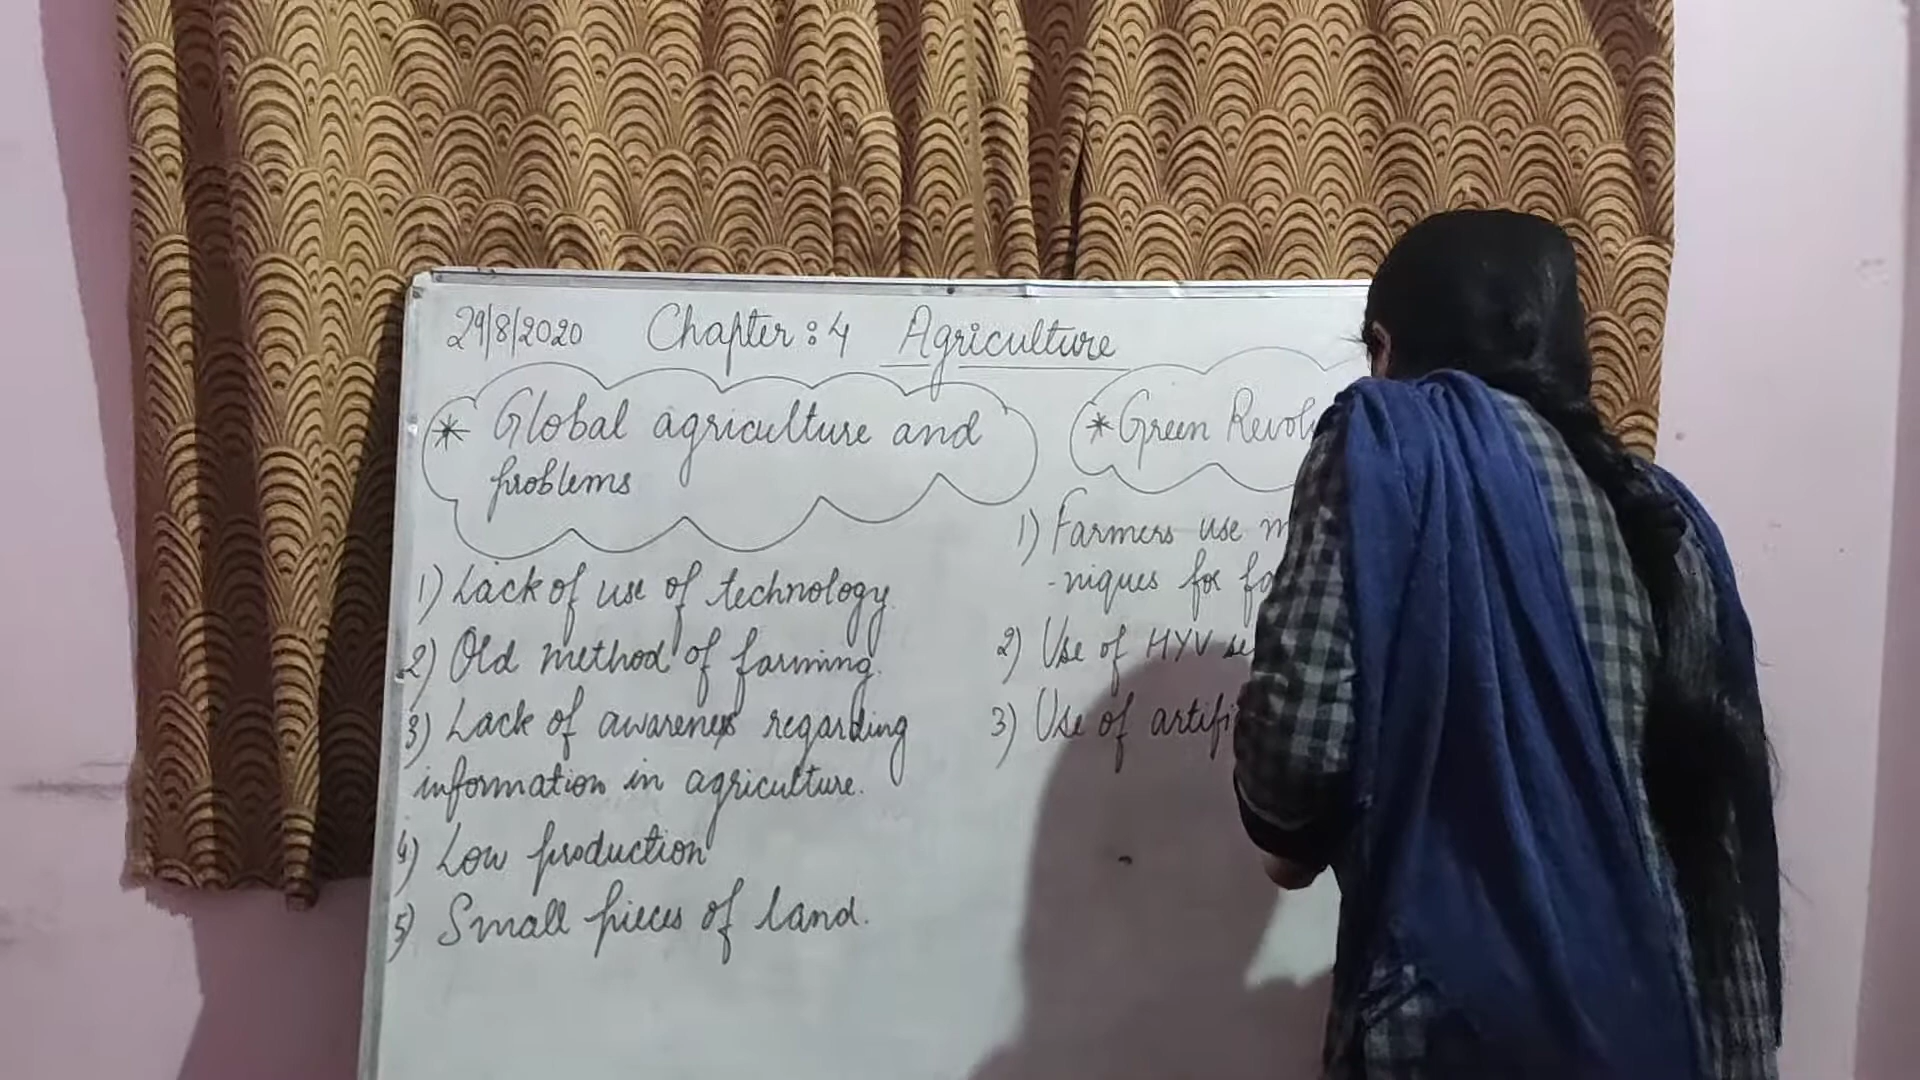 29/8/2020 Chapter : 4 Agriculture
* Global agriculture and
problems
1) Lack of use of technology.
2) Old method of farming.
3) Lack of awareness regarding
information in agriculture.
4) Low production
5) Small pieces of land.
* Green
1) Farmers use
-niques for
2) Use of HYV
3) Use of